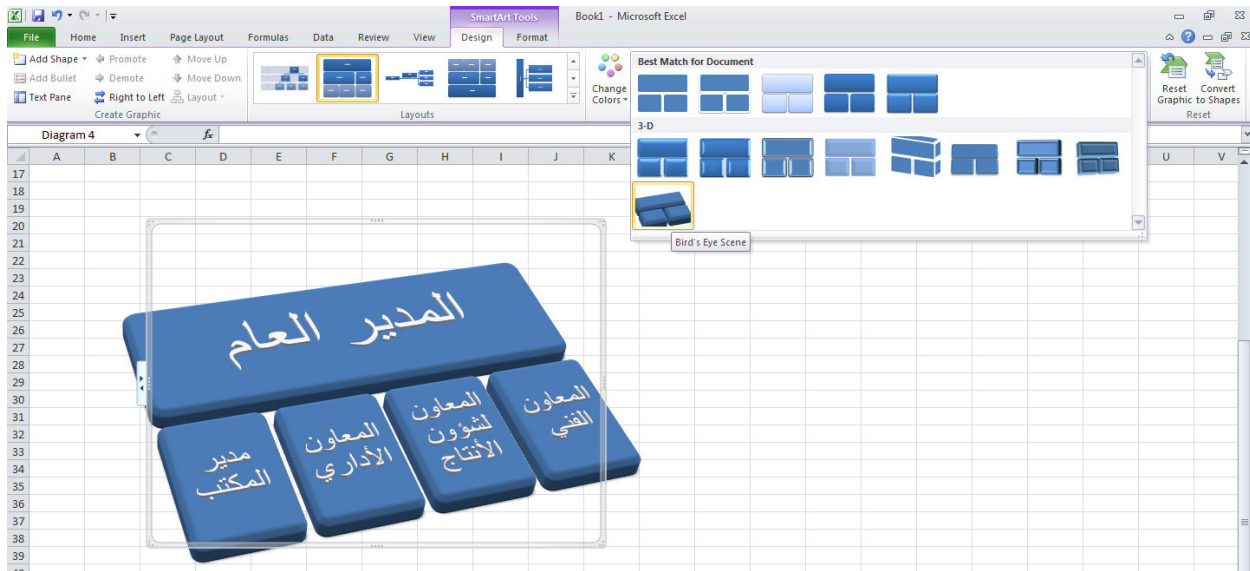 SmartArt Tools
Book1 - Microsoft Excel
File Home Insert Page Layout Formulas Data Review View Design Format
Add Shape Promote Move Up
Add Bullet Demote Move Down
Text Pane Right to Left Layout
Create Graphic
Layouts
Change Colors
Best Match for Document
3-D
Bird's Eye Scene
Reset Graphic
Convert to Shapes
Reset
Diagram 4
fx
A B C D E F G H I J K U V
17
18
19
20
21
22
23
24
25
26
27
28
29
30
31
32
33
34
35
36
37
38
39
المدير العام
المعاون الفني
المعاون لشؤون الأنتاج
المعاون الأداري
مدير المكتب